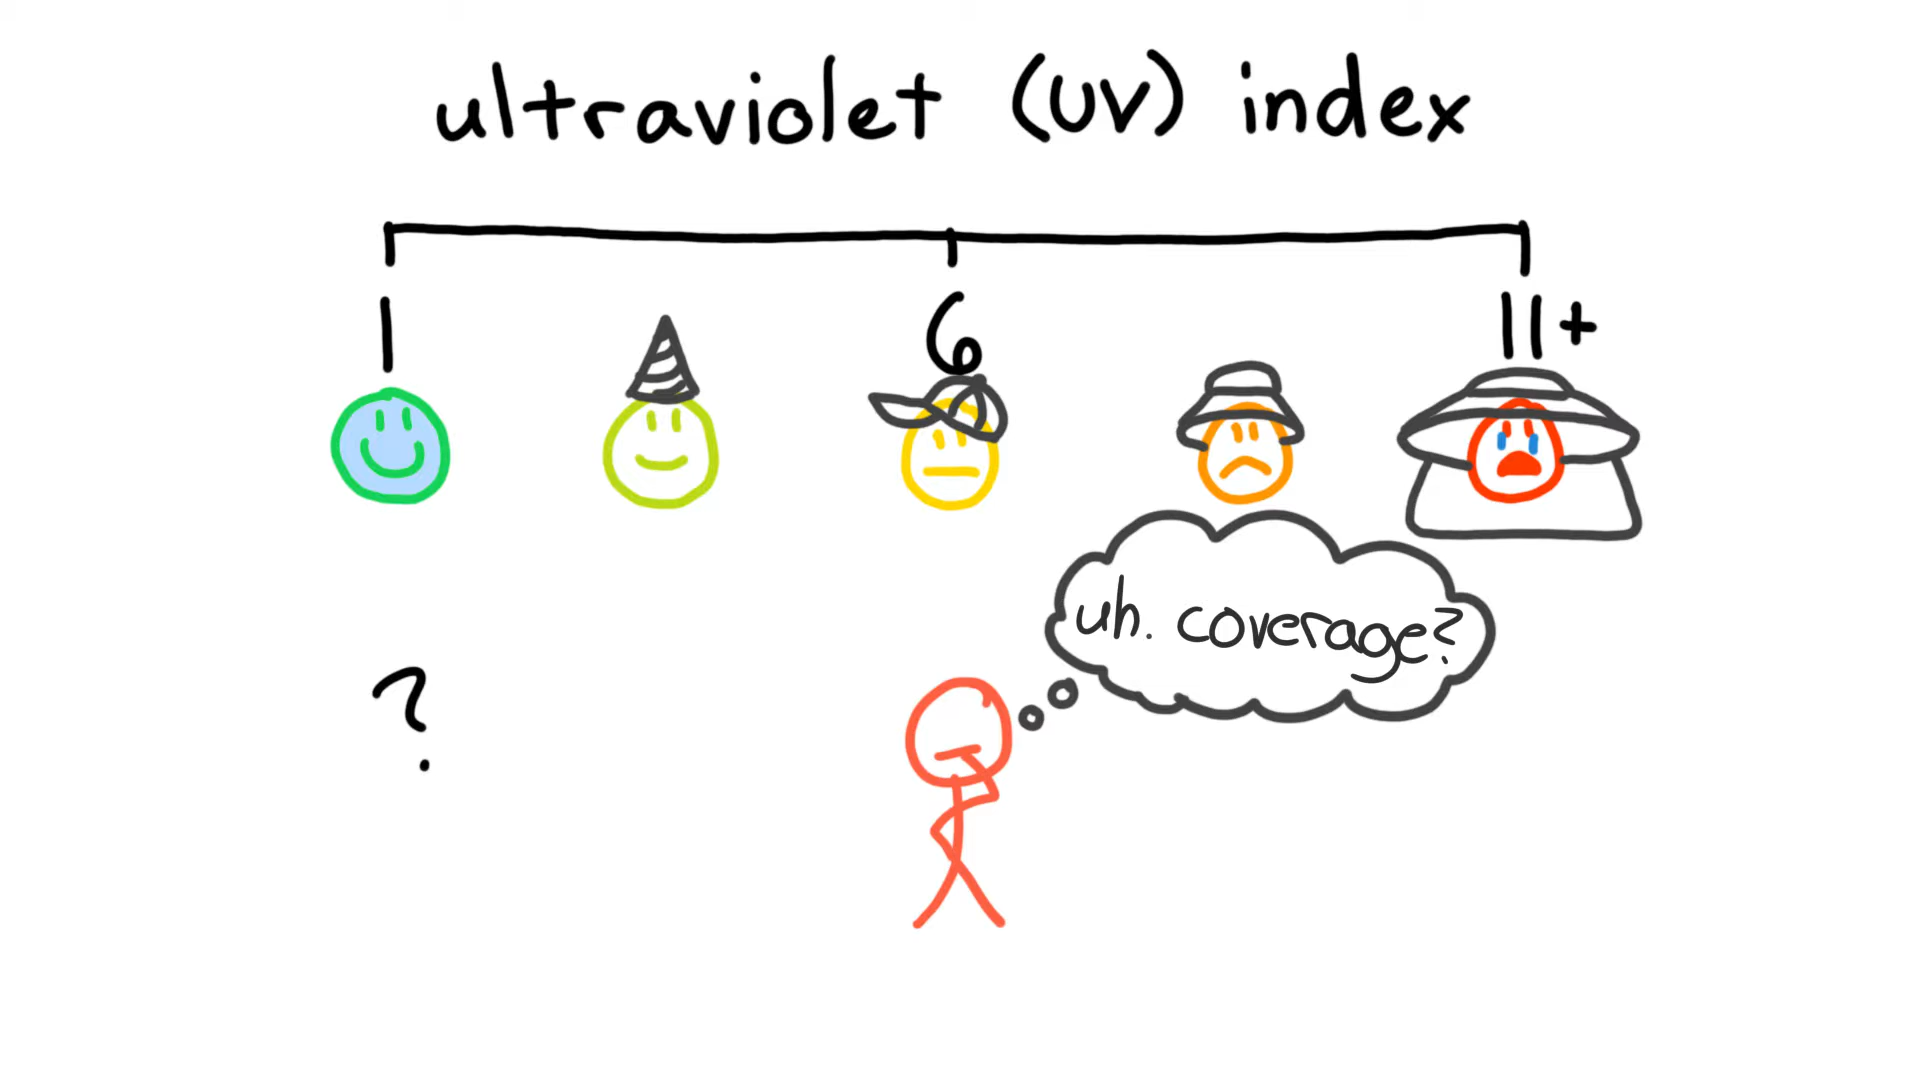 ultraviolet (UV) index
1 6 11+
uh. coverage?
?